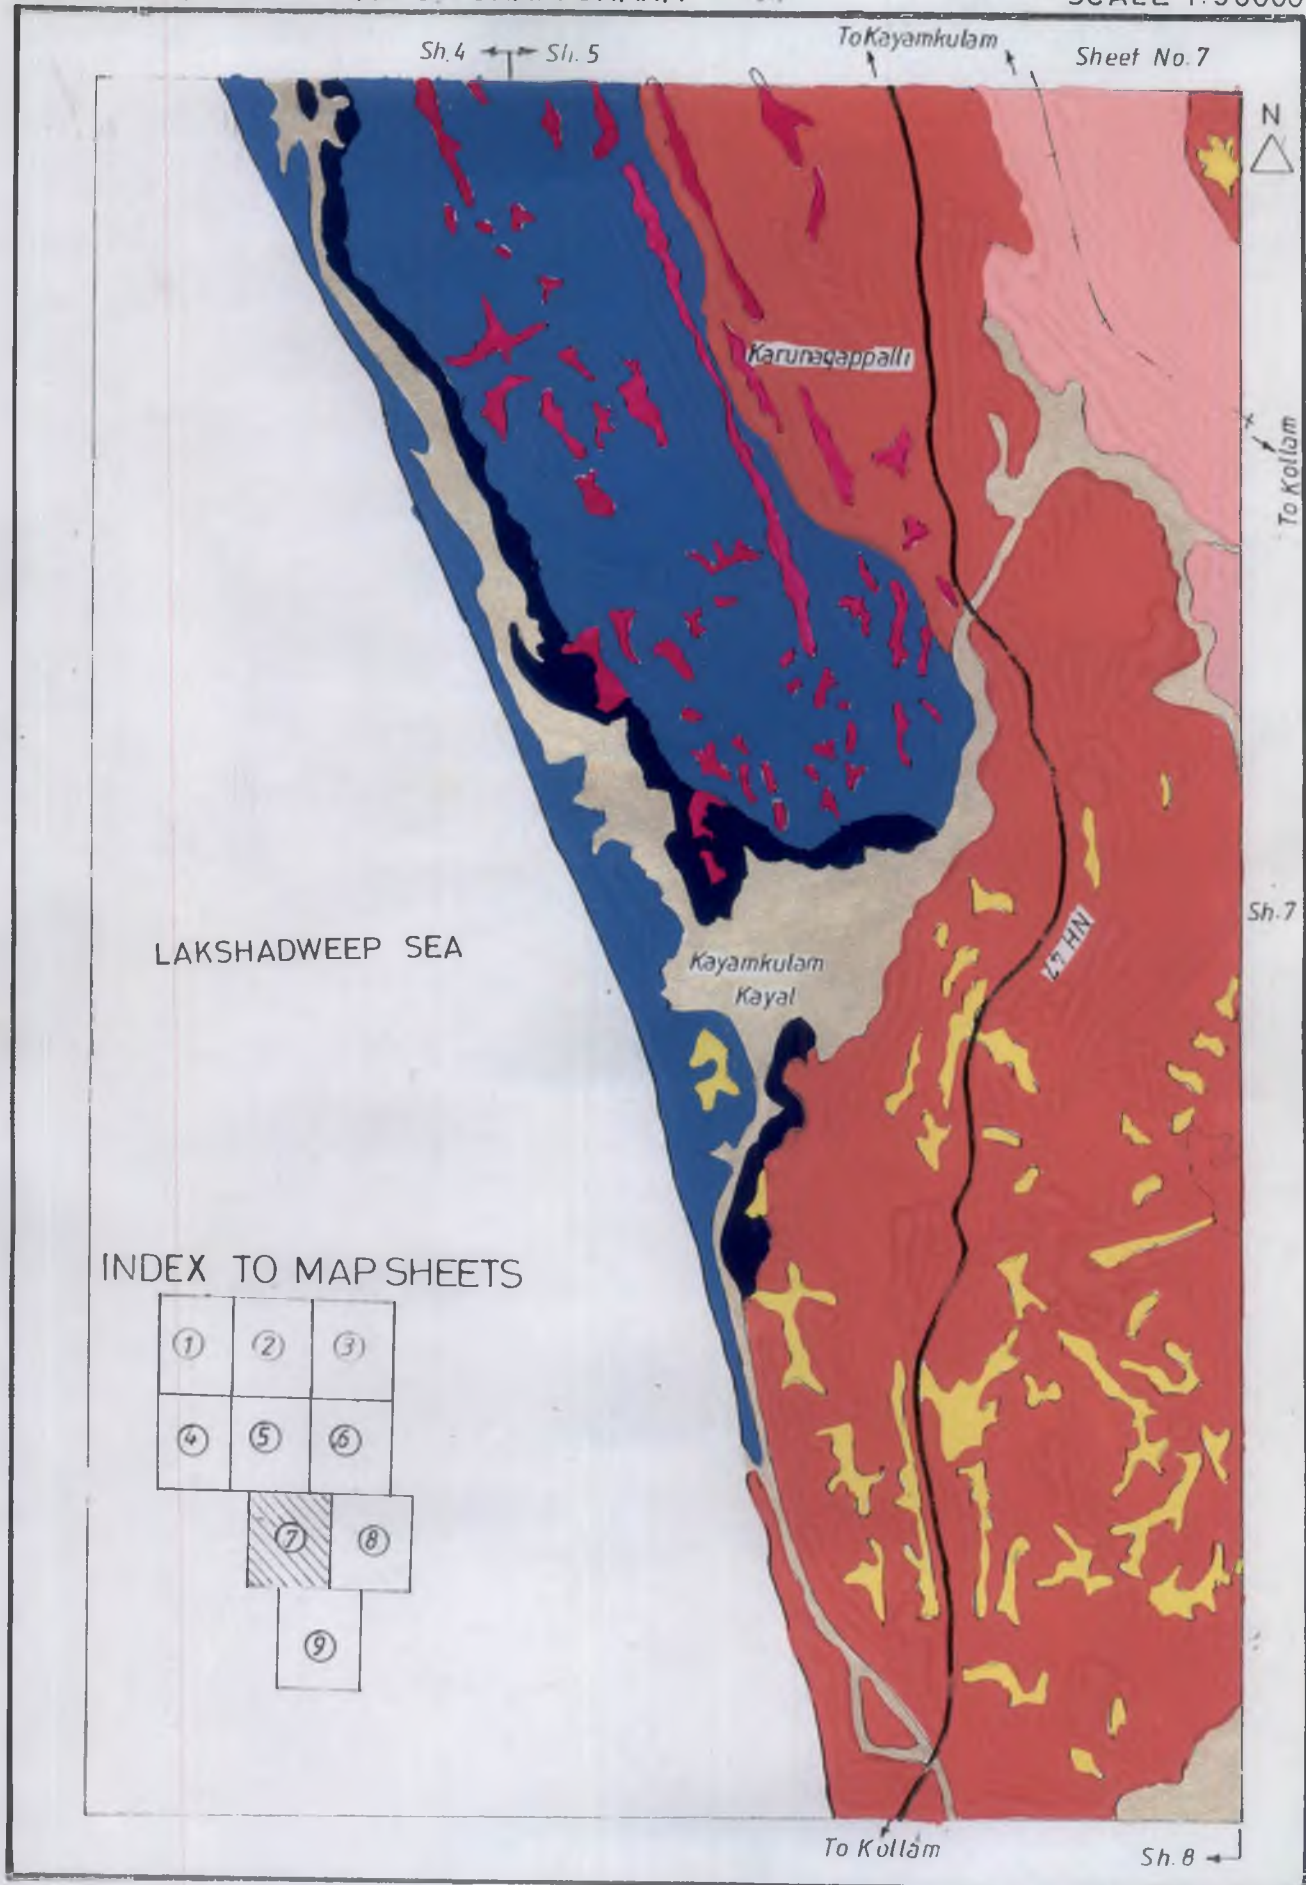 SCALE 1:50000
Sh. 4
Sh. 5
To Kayamkulam
Sheet No. 7
N
Karunagappalli
To Kollam
Sh. 7
NH 47
LAKSHADWEEP SEA
Kayamkulam
Kayal
INDEX TO MAP SHEETS
1 2 3
4 5 6
7 8
9
To Kollam
Sh. 8